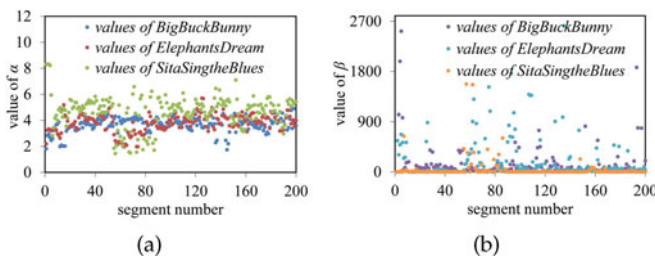 12
10
8
6
4
2
0
value of α
values of BigBuckBunny
values of ElephantsDream
values of SitaSingtheBlues
0 40 80 120 160 200
segment number
(a)
2700
1800
900
0
value of β
values of BigBuckBunny
values of ElephantsDream
values of SitaSingtheBlues
0 40 80 120 160 200
segment number
(b)